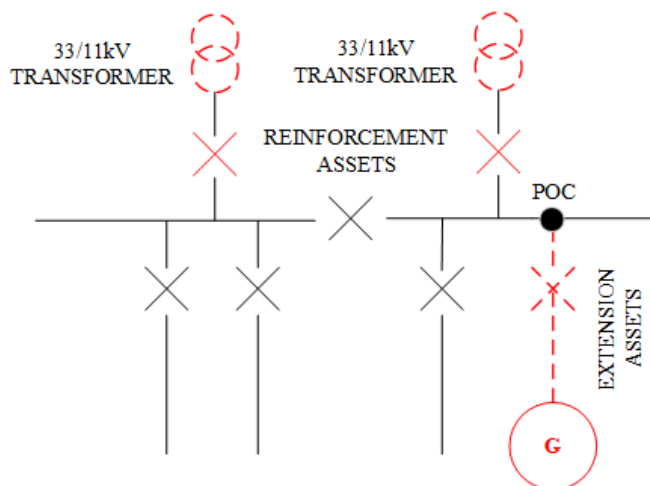 33/11kV
TRANSFORMER
33/11kV
TRANSFORMER
REINFORCEMENT
ASSETS
POC
EXTENSION
ASSETS
G